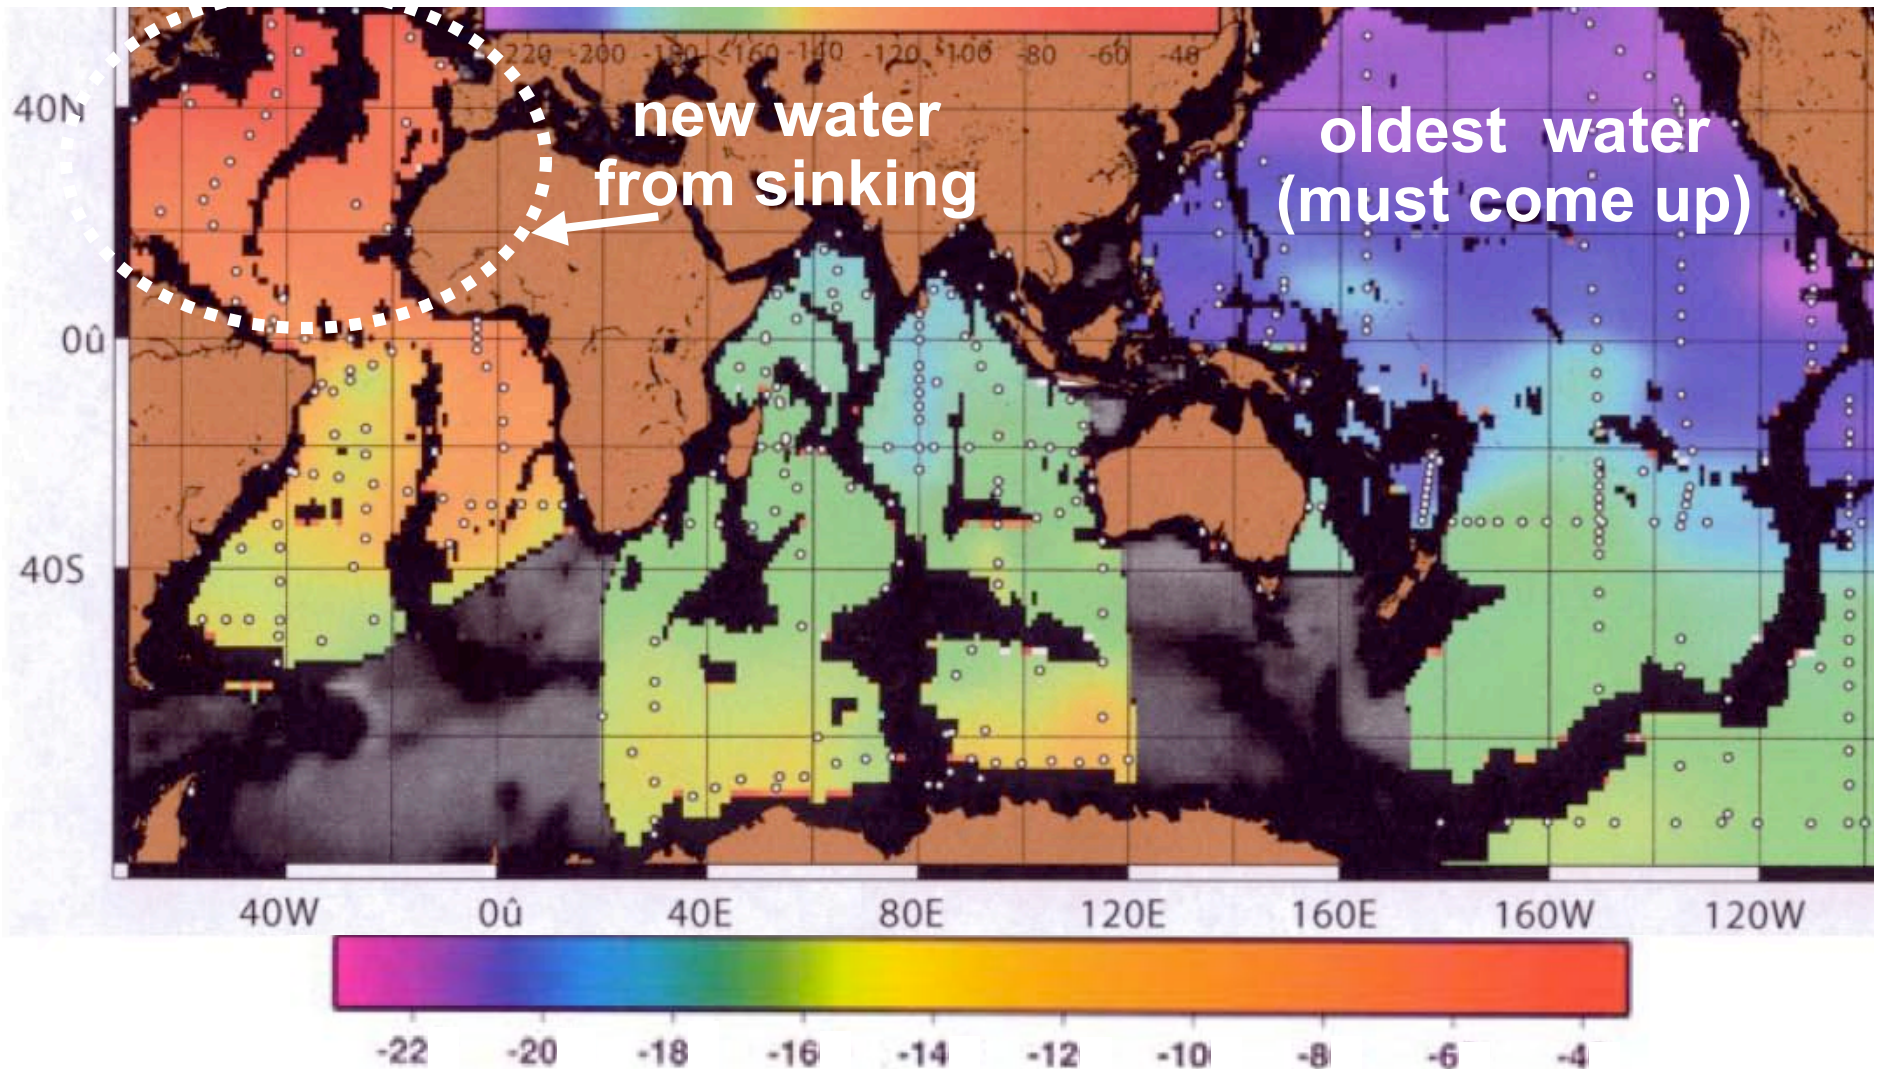 -220 -200 -180 -160 -140 -120 -100 -80 -60 -40
40N
new water
from sinking
oldest water
(must come up)
0û
40S
40W 0û 40E 80E 120E 160E 160W 120W
-22 -20 -18 -16 -14 -12 -10 -8 -6 -4